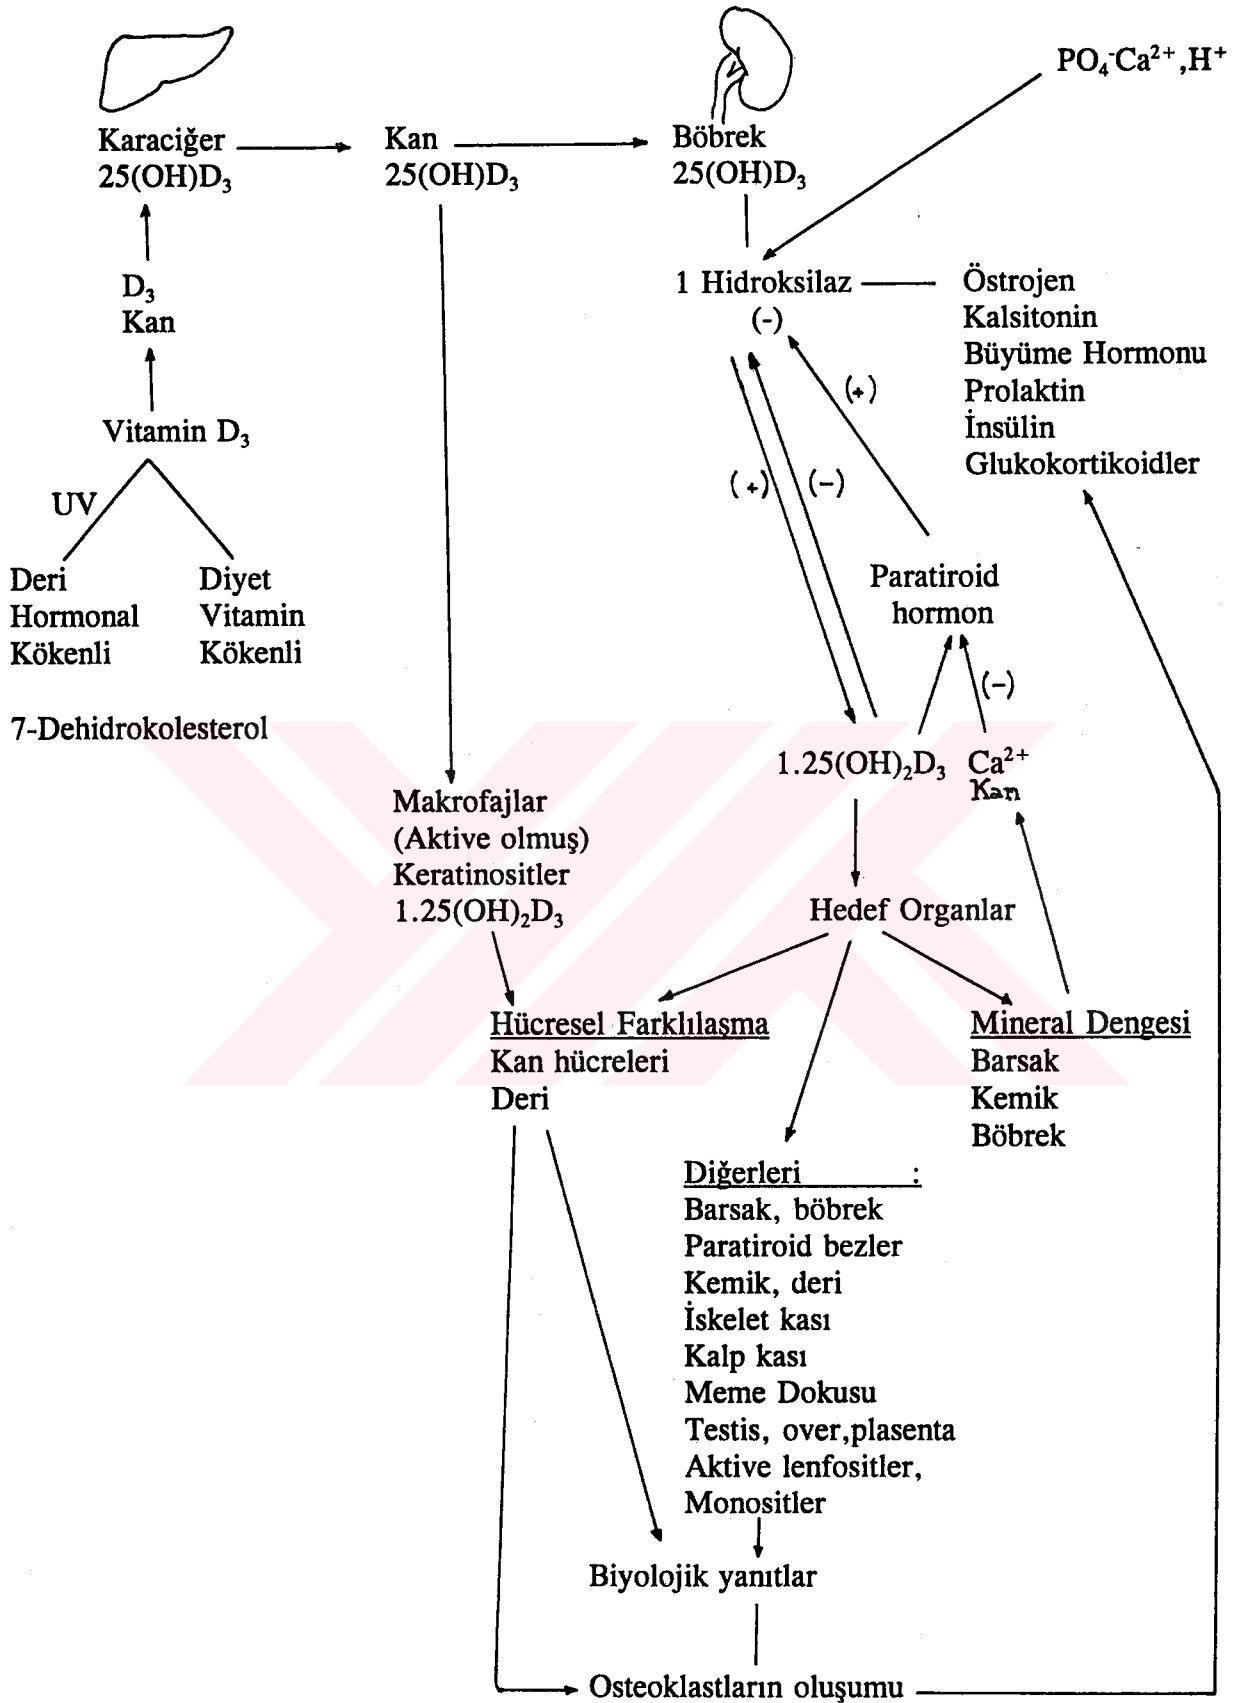 PO₄⁻Ca²⁺,H⁺
Karaciğer
25(OH)D₃
Kan
25(OH)D₃
Böbrek
25(OH)D₃
D₃
Kan
1 Hidroksilaz
(-)
Östrojen
Kalsitonin
Büyüme Hormonu
Prolaktin
İnsülin
Glukokortikoidler
(+)
Vitamin D₃
UV
(+)
(-)
Deri
Hormonal
Kökenli
Diyet
Vitamin
Kökenli
Paratiroid
hormon
(-)
7-Dehidrokolesterol
1.25(OH)₂D₃
Ca²⁺
Kan
Makrofajlar
(Aktive olmuş)
Keratinositler
1.25(OH)₂D₃
Hedef Organlar
Hücresel Farklılaşma
Kan hücreleri
Deri
Mineral Dengesi
Barsak
Kemik
Böbrek
Diğerleri :
Barsak, böbrek
Paratiroid bezler
Kemik, deri
İskelet kası
Kalp kası
Meme Dokusu
Testis, over,plasenta
Aktive lenfositler,
Monositler
Biyolojik yanıtlar
Osteoklastların oluşumu